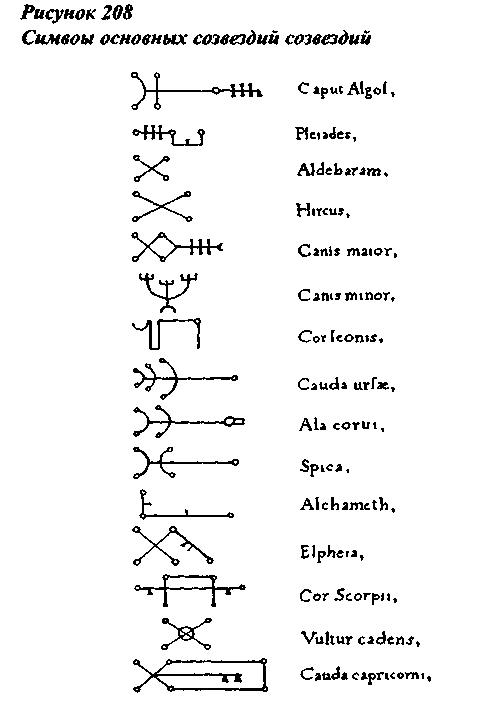 Рисунок 208
Симвоы основных созвездий созвездий
Caput Algol,
Pleiades,
Aldebaram,
Hircus,
Canis maior,
Canis minor,
Cor leonis,
Cauda ursæ,
Ala corui,
Spica,
Alchameth,
Elpheia,
Cor Scorpii,
Vultur cadens,
Cauda capricorni,